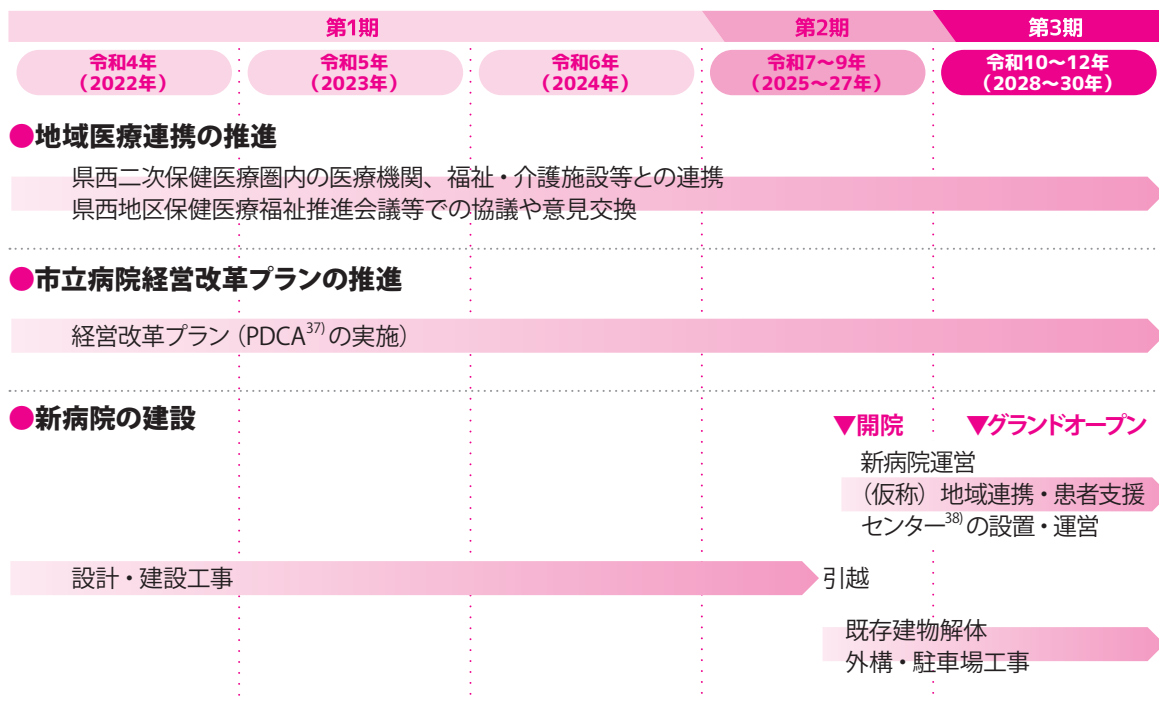 第1期 第2期 第3期
令和4年 令和5年 令和6年 令和7~9年 令和10~12年
(2022年) (2023年) (2024年) (2025~27年) (2028~30年)
●地域医療連携の推進
県西二次保健医療圏内の医療機関、福祉・介護施設等との連携
県西地区保健医療福祉推進会議等での協議や意見交換
●市立病院経営改革プランの推進
経営改革プラン(PDCA37)の実施)
●新病院の建設
▼開院 ▼グランドオープン
新病院運営
(仮称)地域連携・患者支援
センター38)の設置・運営
設計・建設工事 引越
既存建物解体
外構・駐車場工事